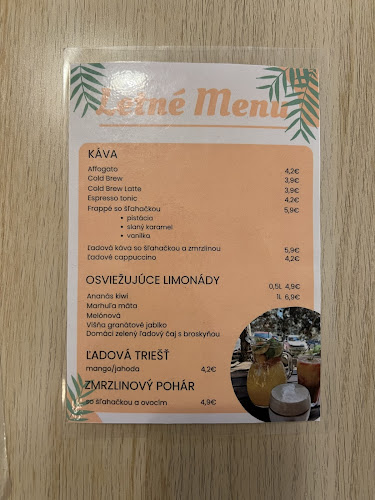 Letné Menu
KÁVA
Affogato 4,2€
Cold Brew 3,9€
Cold Brew Latte 3,9€
Espresso tonic 4,2€
Frappé so šľahačkou 5,9€
• pistácia
• slaný karamel
• vanilka
Ľadová káva so šľahačkou a zmrzlinou 5,9€
Ľadové cappuccino 4,2€
OSVIEŽUJÚCE LIMONÁDY 0,5L 4,9€
Ananás kiwi 1L 6,9€
Marhuľa mäta
Melónová
Višňa granátové jablko
Domáci zelený ľadový čaj s broskyňou
ĽADOVÁ TRIEŠŤ
mango/jahoda 4,2€
ZMRZLINOVÝ POHÁR
so šľahačkou a ovocím 4,9€